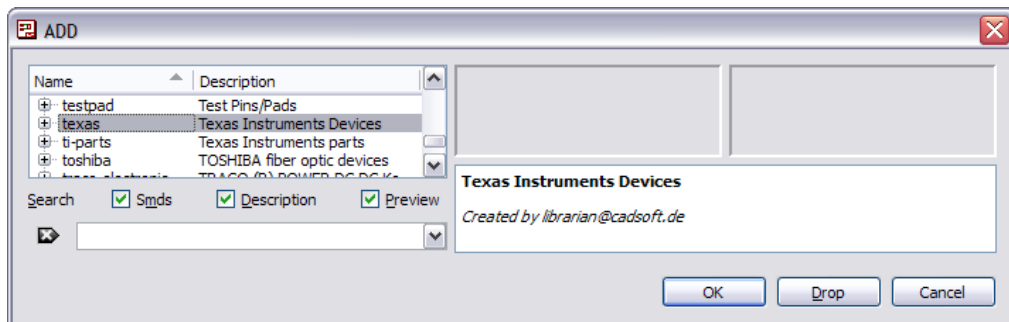 ADD
Name Description
testpad Test Pins/Pads
texas Texas Instruments Devices
ti-parts Texas Instruments parts
toshiba TOSHIBA fiber optic devices
Search Smds Description Preview
Texas Instruments Devices
Created by librarian@cadsoft.de
OK Drop Cancel